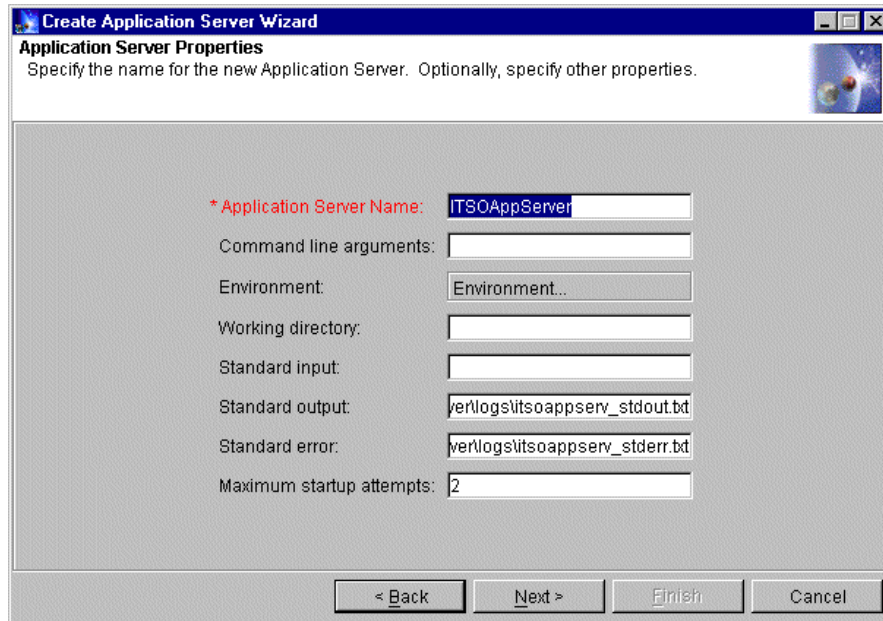 Create Application Server Wizard
Application Server Properties
Specify the name for the new Application Server. Optionally, specify other properties.
* Application Server Name: ITSOAppServer
Command line arguments:
Environment: Environment...
Working directory:
Standard input:
Standard output: ver\logs\itsoappserv_stdout.txt
Standard error: ver\logs\itsoappserv_stderr.txt
Maximum startup attempts: 2
< Back Next > Finish Cancel